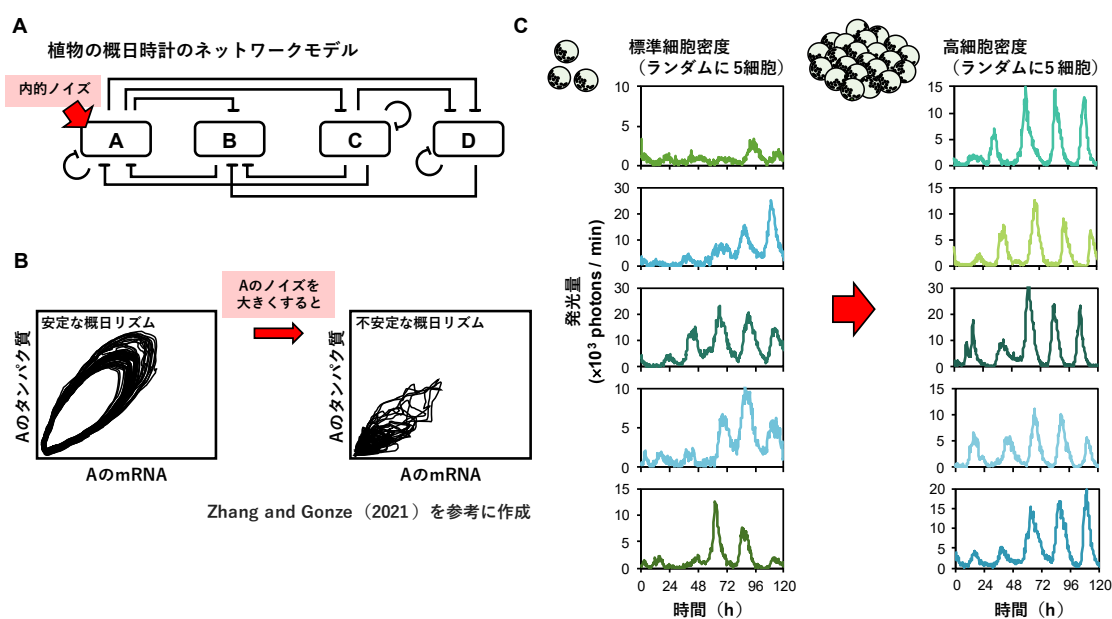 A
植物の概日時計のネットワークモデル
内的ノイズ
A
B
C
D
B
Aのノイズを
大きくすると
安定な概日リズム
不安定な概日リズム
Aのタンパク質
AのmRNA
Aのタンパク質
AのmRNA
Zhang and Gonze（2021）を参考に作成
C
標準細胞密度
（ランダムに5細胞）
高細胞密度
（ランダムに5細胞）
発光量
(×10³ photons / min)
10
5
0
30
20
10
0
30
20
10
0
10
5
0
15
10
5
0
0 24 48 72 96 120
時間（h）
15
10
5
0
15
10
5
0
30
20
10
0
15
10
5
0
20
15
10
5
0
0 24 48 72 96 120
時間（h）